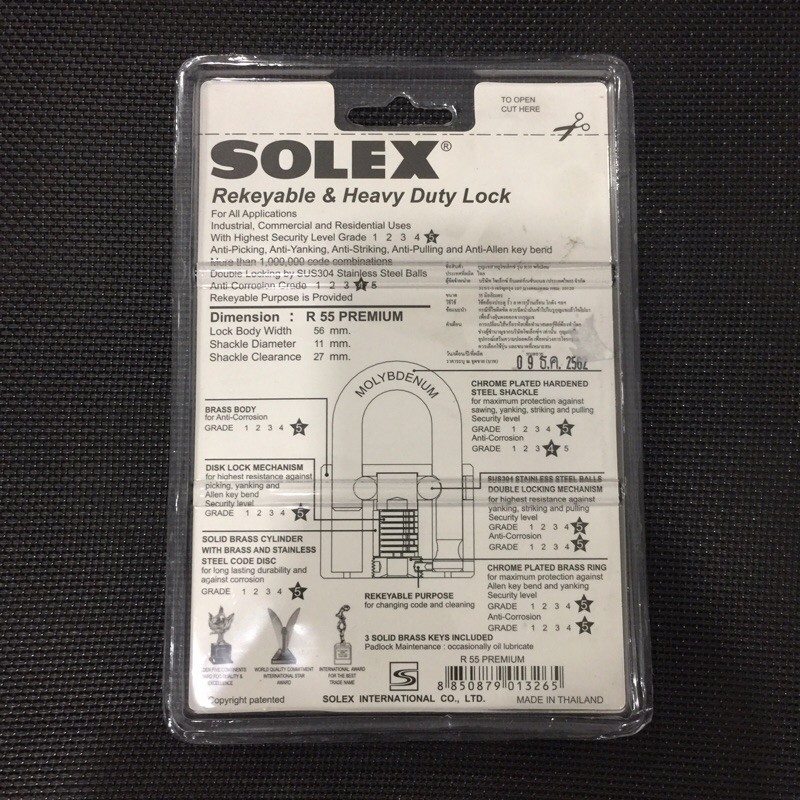 TO OPEN
CUT HERE
SOLEX®
Rekeyable & Heavy Duty Lock
For All Applications
Industrial, Commercial and Residential Uses
With Highest Security Level Grade 1 2 3 4 5
Anti-Picking, Anti-Yanking, Anti-Striking, Anti-Pulling and Anti-Allen key bend
More than 1,000,000 code combinations
Double Locking by SUS304 Stainless Steel Balls
Anti Corrosion Grade 1 2 3 4 5
Rekeyable Purpose is Provided
Dimension : R 55 PREMIUM
Lock Body Width 56 mm.
Shackle Diameter 11 mm.
Shackle Clearance 27 mm.
09 ธ.ค. 2562
MOLYBDENUM
BRASS BODY
for Anti-Corrosion
GRADE 1 2 3 4 5
DISK LOCK MECHANISM
for highest resistance against
picking, yanking and
Allen key bend
Security level
GRADE 1 2 3 4 5
SOLID BRASS CYLINDER
WITH BRASS AND STAINLESS
STEEL CODE DISC
for long lasting durability and
against corrosion
GRADE 1 2 3 4 5
CHROME PLATED HARDENED
STEEL SHACKLE
for maximum protection against
sawing, yanking, striking and pulling
Security level
GRADE 1 2 3 4 5
Anti-Corrosion
GRADE 1 2 3 4 5
SUS304 STAINLESS STEEL BALLS
DOUBLE LOCKING MECHANISM
for highest resistance against
yanking, striking and pulling
Security level
GRADE 1 2 3 4 5
Anti-Corrosion
GRADE 1 2 3 4 5
CHROME PLATED BRASS RING
for maximum protection against
Allen key bend and yanking
Security level
GRADE 1 2 3 4 5
Anti-Corrosion
GRADE 1 2 3 4 5
REKEYABLE PURPOSE
for changing code and cleaning
3 SOLID BRASS KEYS INCLUDED
Padlock Maintenance : occasionally oil lubricate
WORLD QUALITY COMMITMENT
INTERNATIONAL STAR
AWARD
INTERNATIONAL AWARD
FOR THE BEST
TRADE NAME
EXCELLENCE
S
R 55 PREMIUM
8 850879 013265
Copyright patented
SOLEX INTERNATIONAL CO., LTD.
MADE IN THAILAND